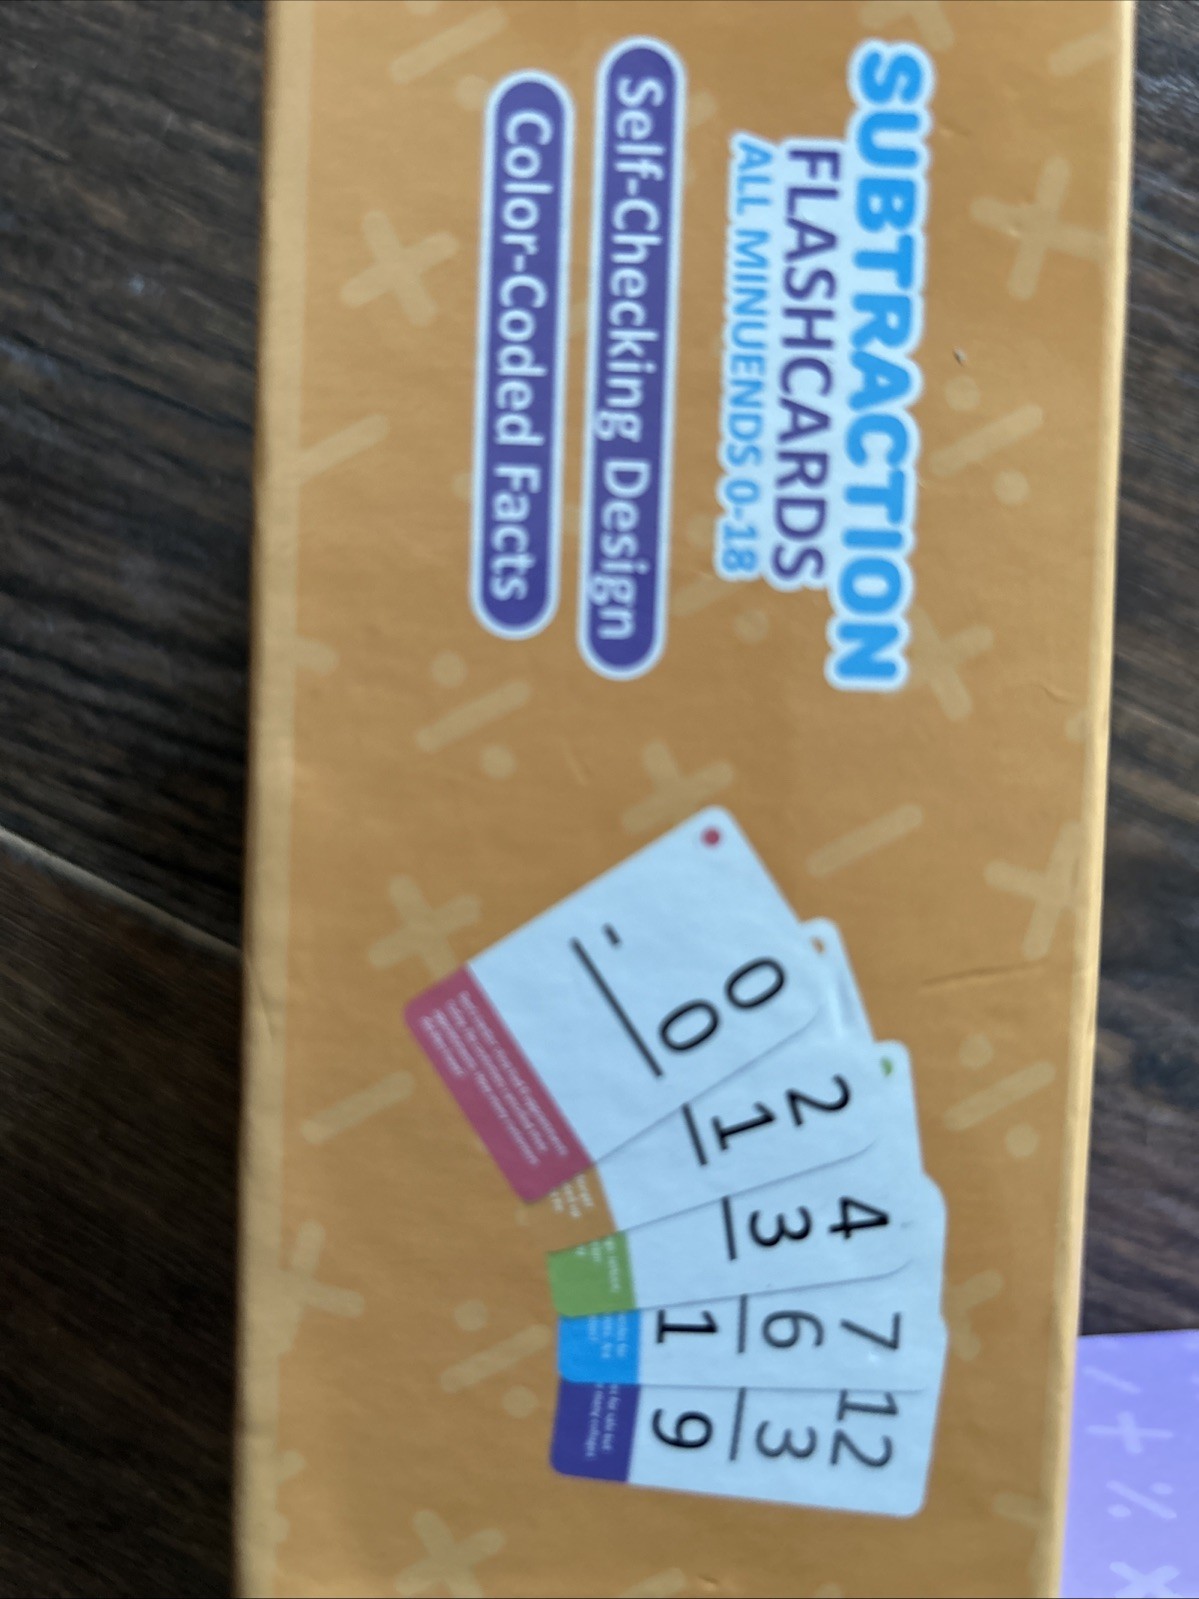 SUBTRACTION
FLASHCARDS
ALL MINUENDS 0-18
Self-Checking Design
Color-Coded Facts
0
- 0
2
1
4
3
7
6
1
12
3
9